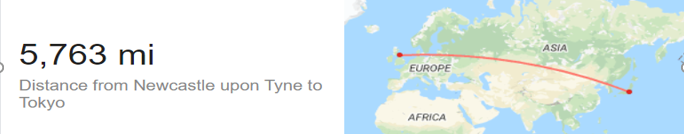 5,763 mi
Distance from Newcastle upon Tyne to
Tokyo
ASIA
EUROPE
AFRICA